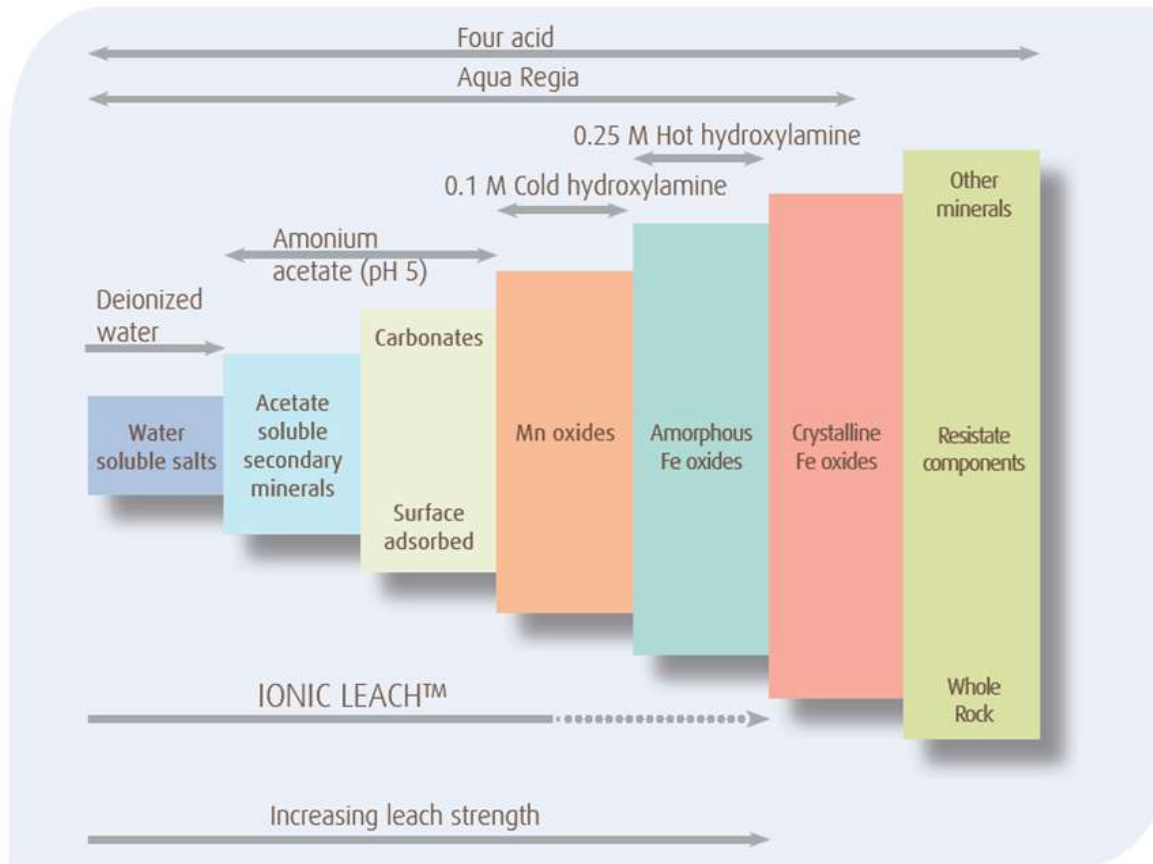 Four acid
Aqua Regia
0.25 M Hot hydroxylamine
0.1 M Cold hydroxylamine
Amonium
acetate (pH 5)
Deionized
water
Water
soluble salts
Acetate
soluble
secondary
minerals
Carbonates
Surface
adsorbed
Mn oxides
Amorphous
Fe oxides
Crystalline
Fe oxides
Other
minerals
Resistate
components
Whole
Rock
IONIC LEACH™
Increasing leach strength